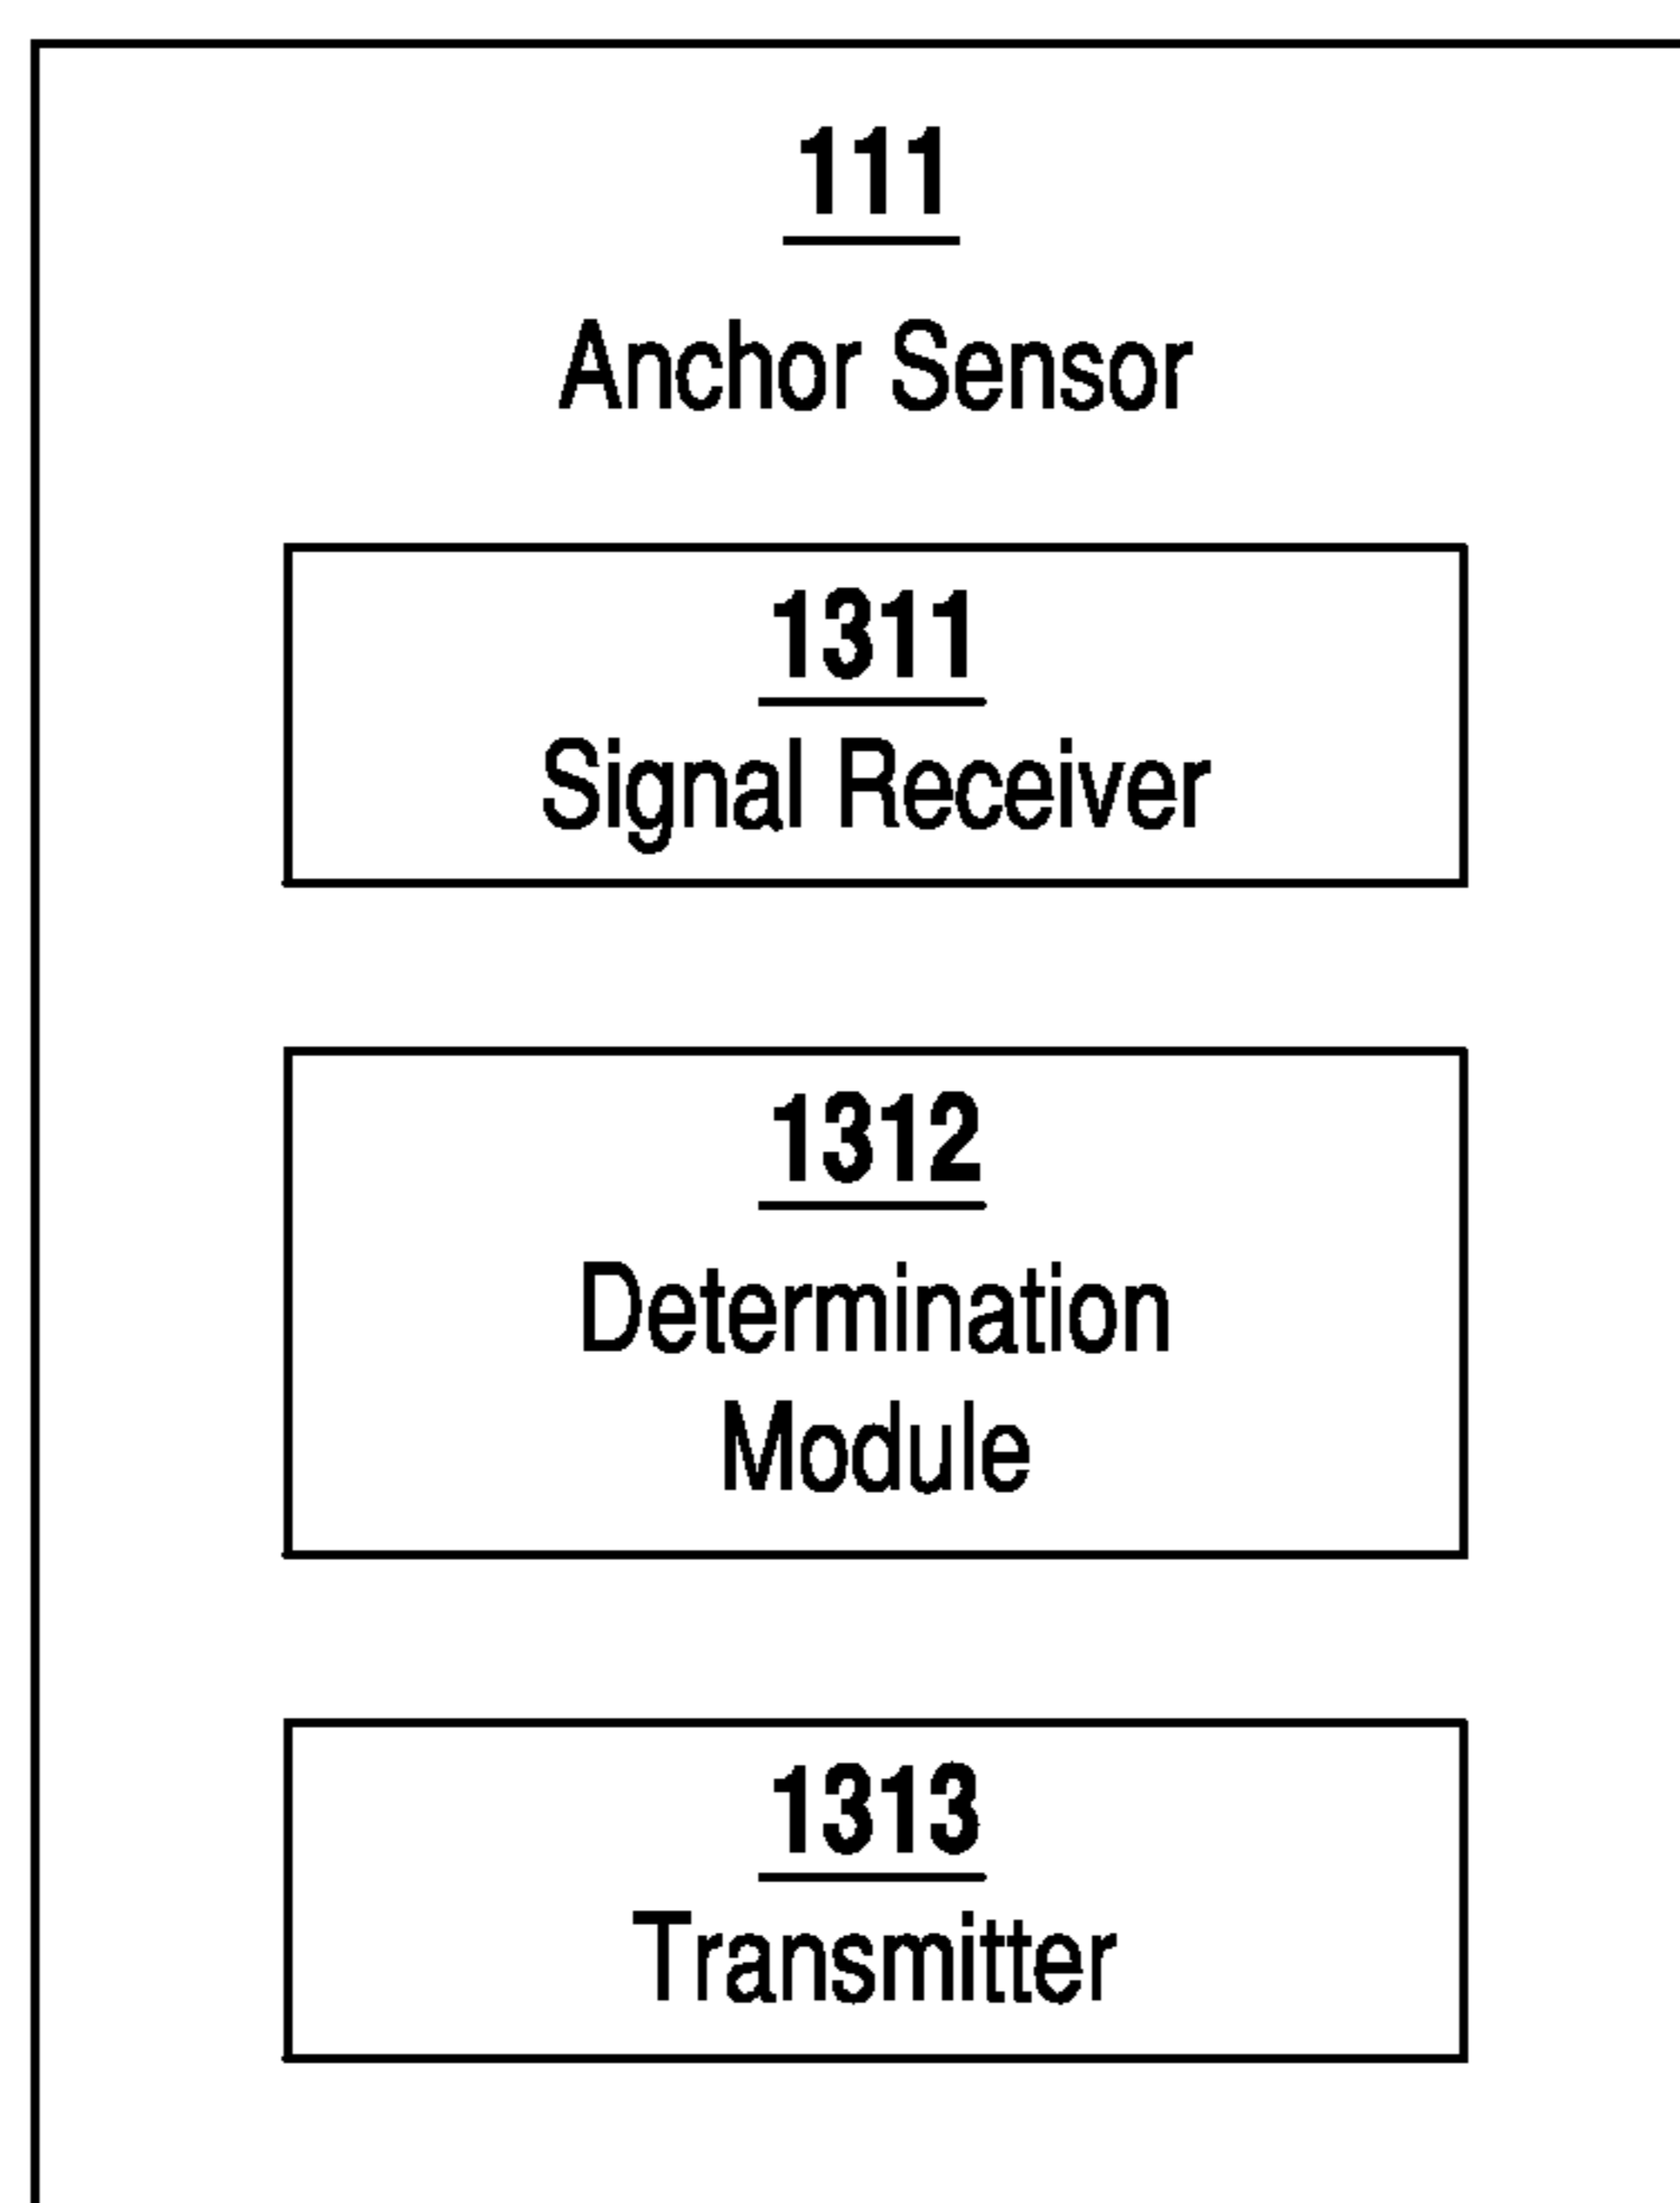 111
Anchor Sensor
1311
Signal Receiver
1312
Determination
Module
1313
Transmitter